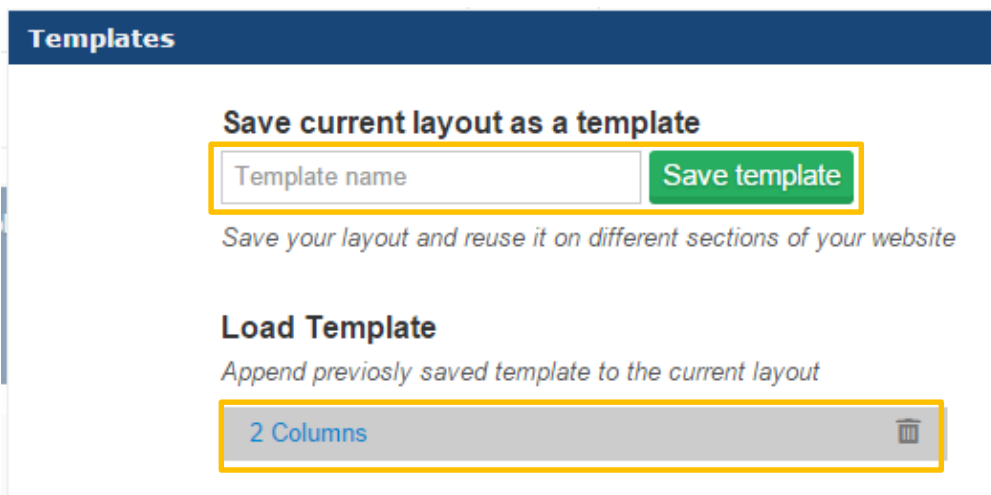 Templates
Save current layout as a template
Template name
Save template
Save your layout and reuse it on different sections of your website
Load Template
Append previosly saved template to the current layout
2 Columns